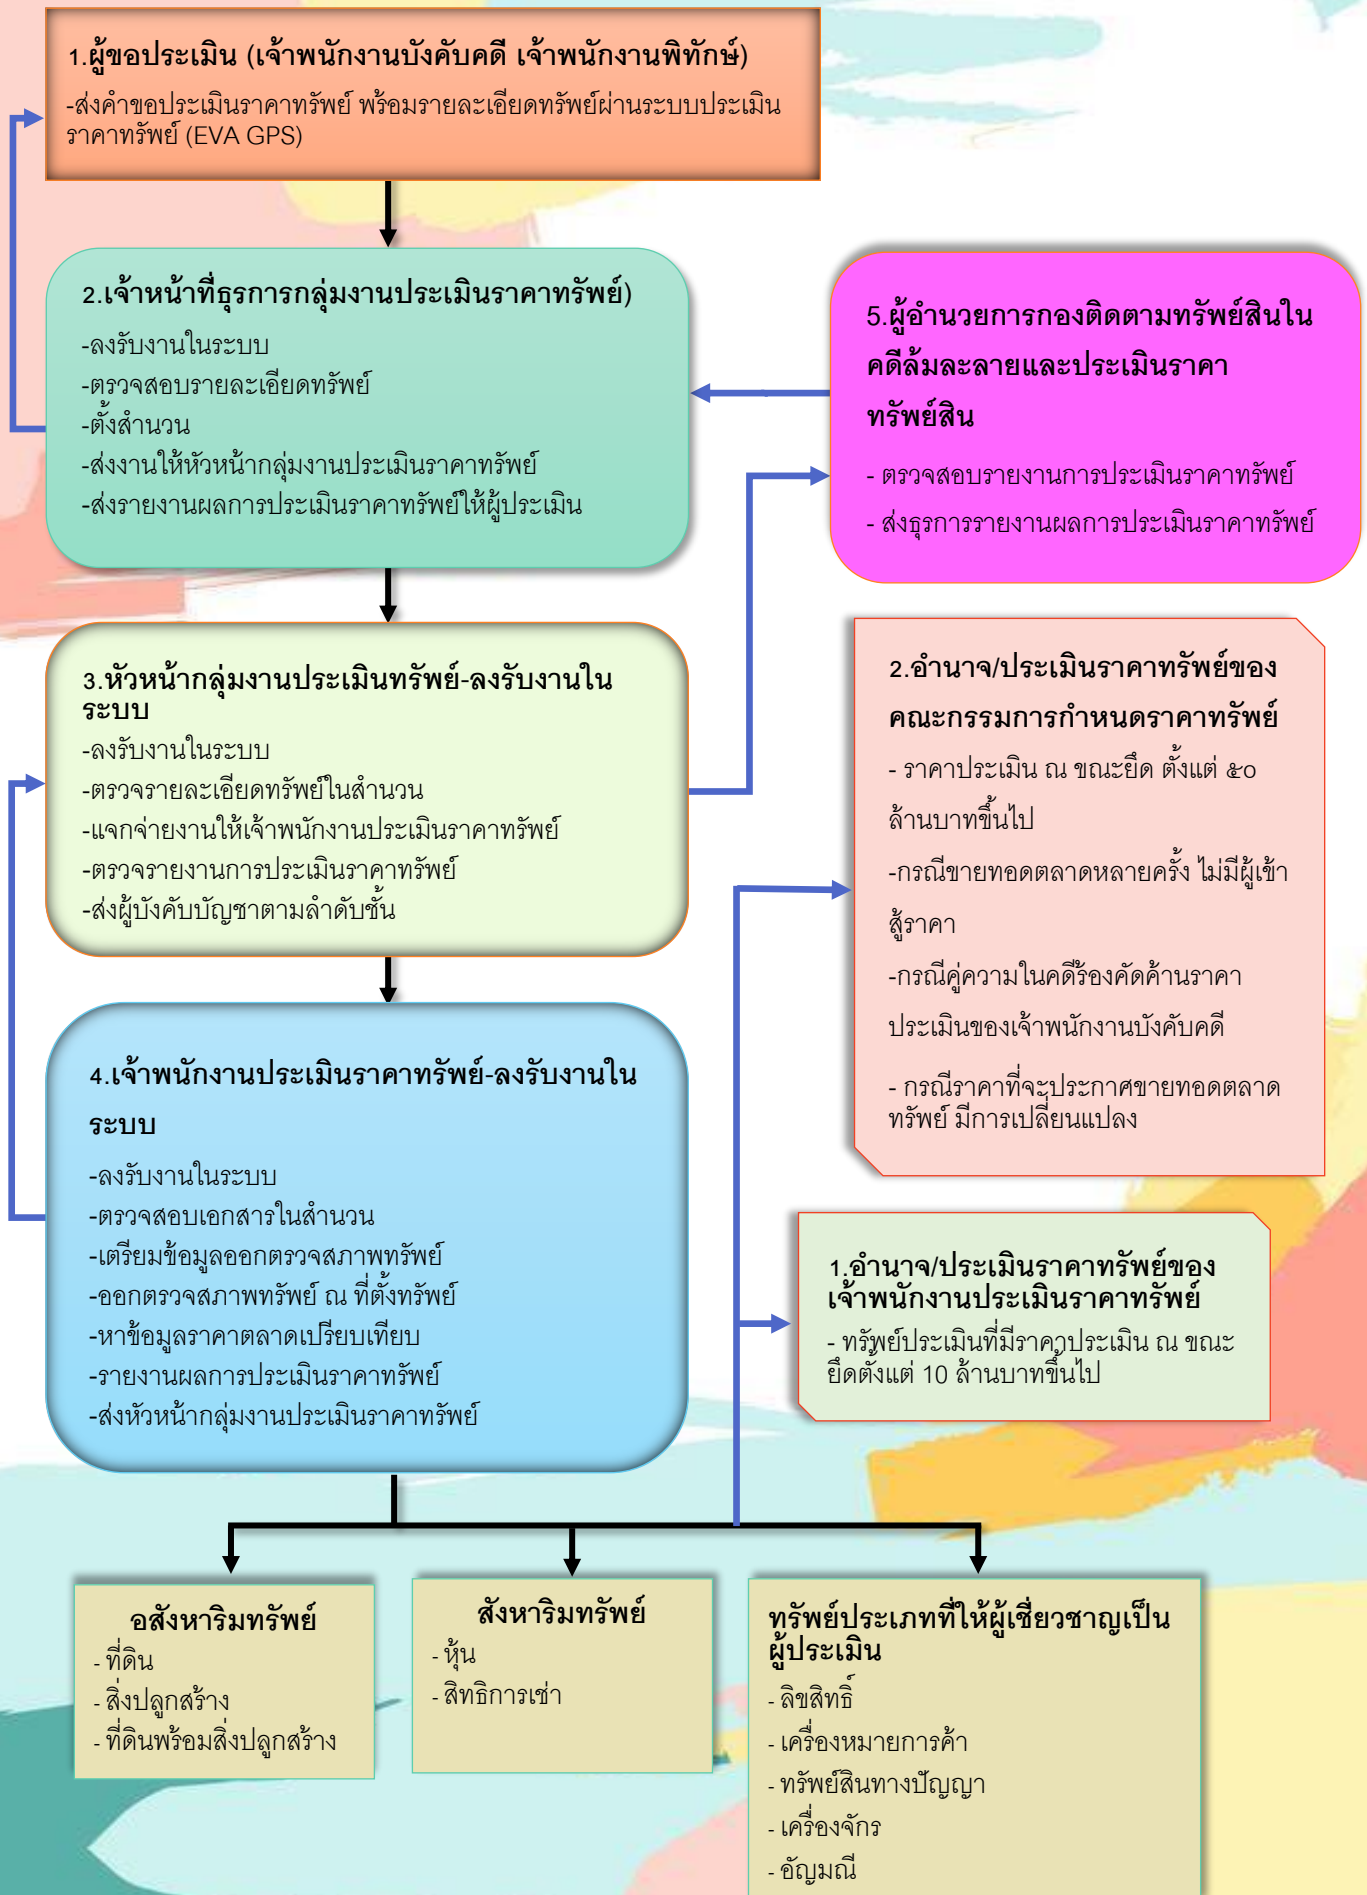 1.ผู้ขอประเมิน (เจ้าพนักงานบังคับคดี เจ้าพนักงานพิทักษ์)
-ส่งคำขอประเมินราคาทรัพย์ พร้อมรายละเอียดทรัพย์ผ่านระบบประเมิน
ราคาทรัพย์ (EVA GPS)
2.เจ้าหน้าที่ธุรการกลุ่มงานประเมินราคาทรัพย์)
-ลงรับงานในระบบ
-ตรวจสอบรายละเอียดทรัพย์
-ตั้งสำนวน
-ส่งงานให้หัวหน้ากลุ่มงานประเมินราคาทรัพย์
-ส่งรายงานผลการประเมินราคาทรัพย์ให้ผู้ประเมิน
5.ผู้อำนวยการกองติดตามทรัพย์สินใน
คดีล้มละลายและประเมินราคา
ทรัพย์สิน
- ตรวจสอบรายงานการประเมินราคาทรัพย์
- ส่งธุรการรายงานผลการประเมินราคาทรัพย์
3.หัวหน้ากลุ่มงานประเมินทรัพย์-ลงรับงานใน
ระบบ
-ลงรับงานในระบบ
-ตรวจรายละเอียดทรัพย์ในสำนวน
-แจกจ่ายงานให้เจ้าพนักงานประเมินราคาทรัพย์
-ตรวจรายงานการประเมินราคาทรัพย์
-ส่งผู้บังคับบัญชาตามลำดับชั้น
2.อำนาจ/ประเมินราคาทรัพย์ของ
คณะกรรมการกำหนดราคาทรัพย์
- ราคาประเมิน ณ ขณะยึด ตั้งแต่ ๕๐
ล้านบาทขึ้นไป
-กรณีขายทอดตลาดหลายครั้ง ไม่มีผู้เข้า
สู้ราคา
-กรณีคู่ความในคดีร้องคัดค้านราคา
ประเมินของเจ้าพนักงานบังคับคดี
- กรณีราคาที่จะประกาศขายทอดตลาด
ทรัพย์ มีการเปลี่ยนแปลง
4.เจ้าพนักงานประเมินราคาทรัพย์-ลงรับงานใน
ระบบ
-ลงรับงานในระบบ
-ตรวจสอบเอกสารในสำนวน
-เตรียมข้อมูลออกตรวจสภาพทรัพย์
-ออกตรวจสภาพทรัพย์ ณ ที่ตั้งทรัพย์
-หาข้อมูลราคาตลาดเปรียบเทียบ
-รายงานผลการประเมินราคาทรัพย์
-ส่งหัวหน้ากลุ่มงานประเมินราคาทรัพย์
1.อำนาจ/ประเมินราคาทรัพย์ของ
เจ้าพนักงานประเมินราคาทรัพย์
- ทรัพย์ประเมินที่มีราคาประเมิน ณ ขณะ
ยึดตั้งแต่ 10 ล้านบาทขึ้นไป
อสังหาริมทรัพย์
- ที่ดิน
- สิ่งปลูกสร้าง
- ที่ดินพร้อมสิ่งปลูกสร้าง
สังหาริมทรัพย์
- หุ้น
- สิทธิการเช่า
ทรัพย์ประเภทที่ให้ผู้เชี่ยวชาญเป็น
ผู้ประเมิน
- ลิขสิทธิ์
- เครื่องหมายการค้า
- ทรัพย์สินทางปัญญา
- เครื่องจักร
- อัญมณี